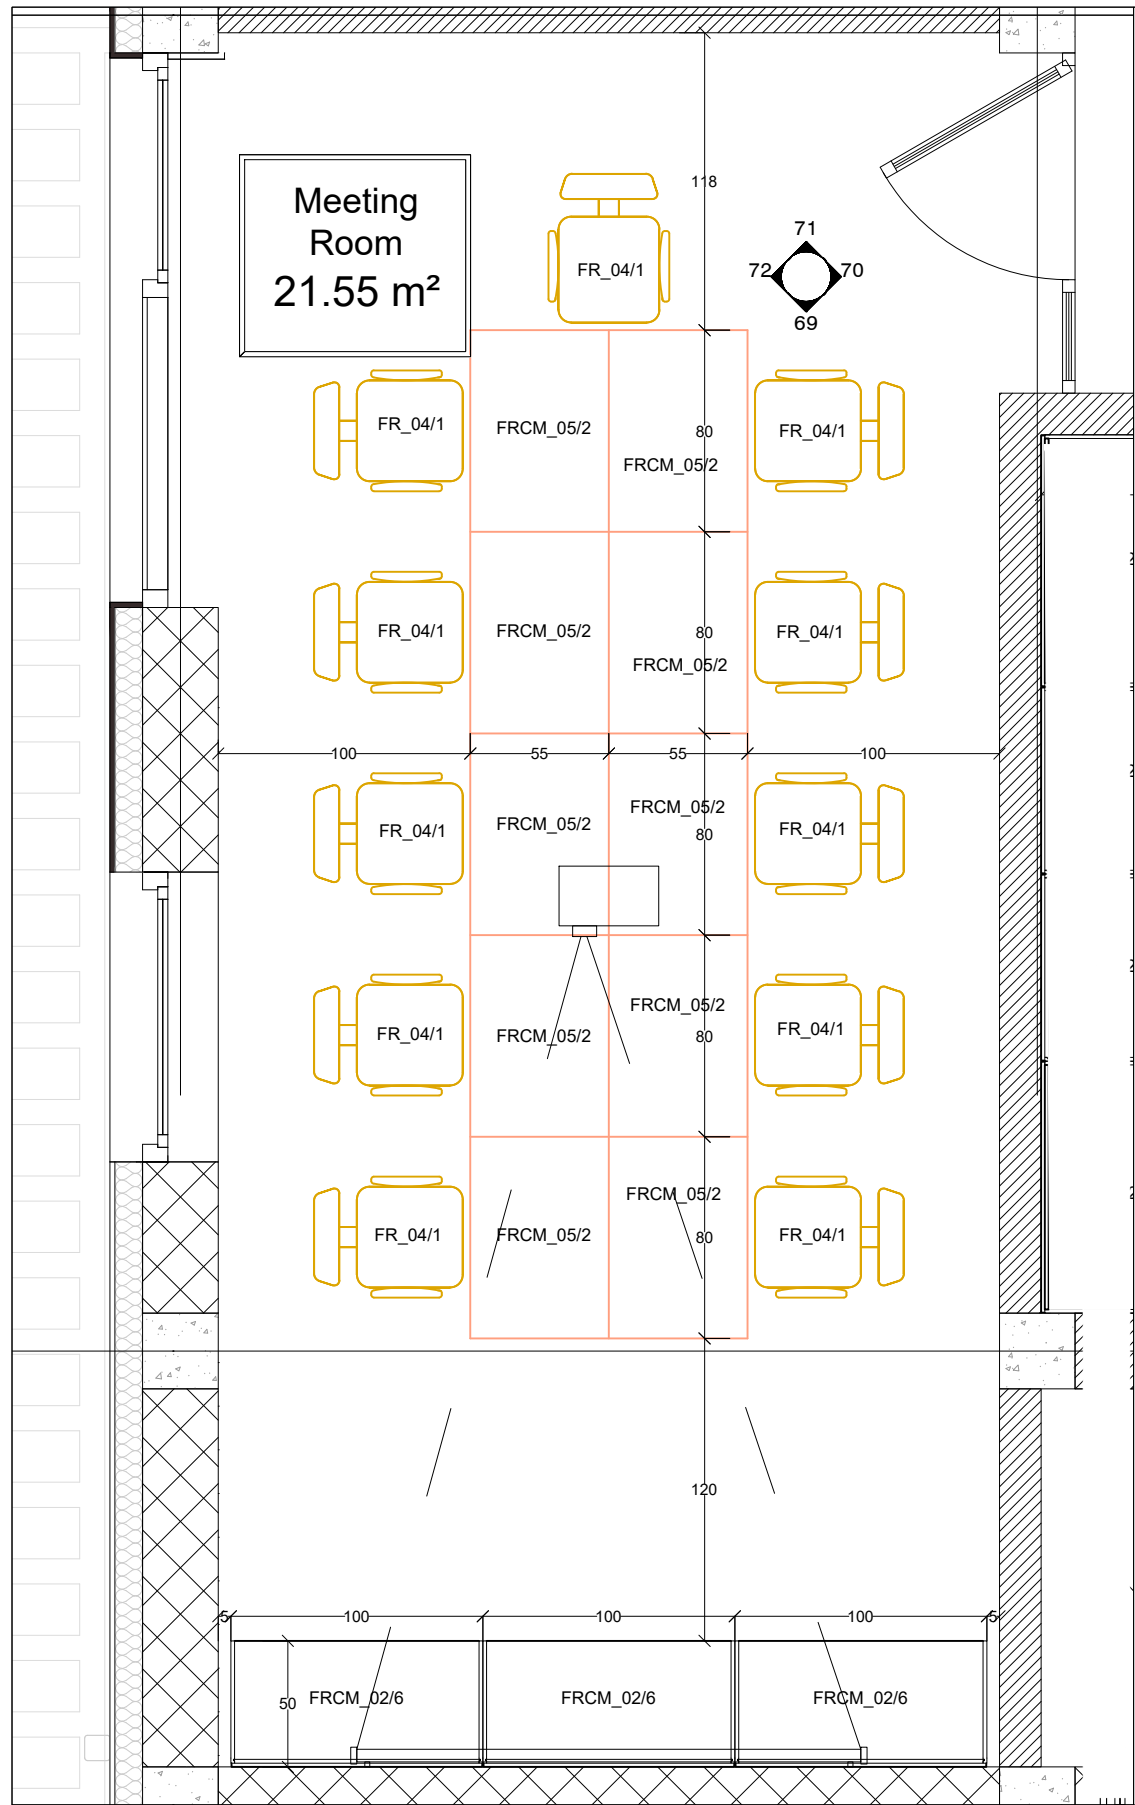 118
Meeting
Room
21.55 m²
71
72
70
69
FR_04/1
FR_04/1
FRCM_05/2
80
FRCM_05/2
FR_04/1
FR_04/1
FRCM_05/2
80
FRCM_05/2
FR_04/1
100
55
55
100
FR_04/1
FRCM_05/2
FRCM_05/2
80
FR_04/1
FR_04/1
FRCM_05/2
FRCM_05/2
80
FR_04/1
FR_04/1
FRCM_05/2
FRCM_05/2
80
FR_04/1
120
5
100
100
100
5
50
FRCM_02/6
FRCM_02/6
FRCM_02/6